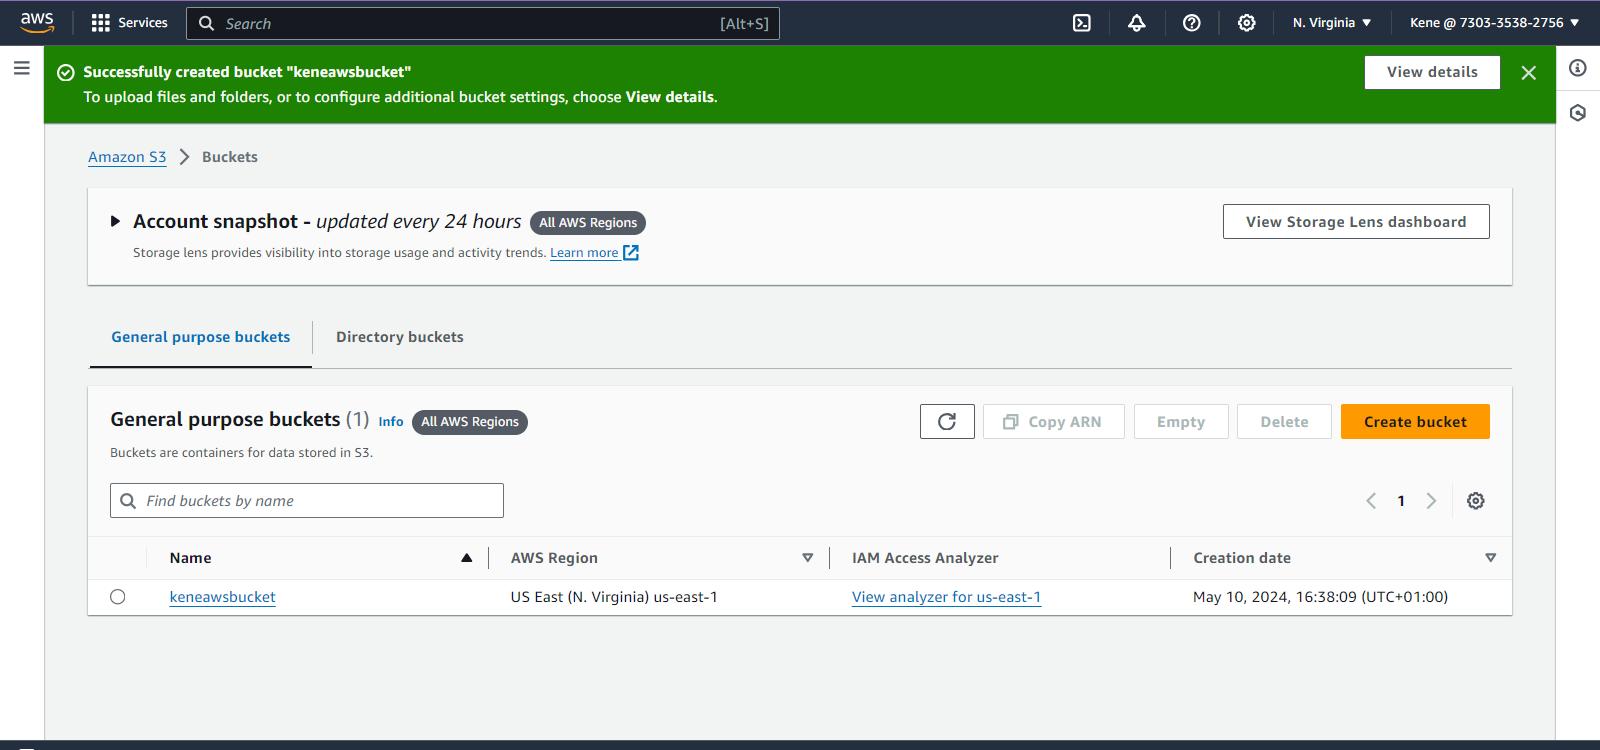 aws Services Search [Alt+S] N. Virginia Kene @ 7303-3538-2756
Successfully created bucket "keneawsbucket"
To upload files and folders, or to configure additional bucket settings, choose View details.
View details
Amazon S3 Buckets
Account snapshot - updated every 24 hours All AWS Regions
Storage lens provides visibility into storage usage and activity trends. Learn more
View Storage Lens dashboard
General purpose buckets Directory buckets
General purpose buckets (1) Info All AWS Regions
Buckets are containers for data stored in S3.
Copy ARN Empty Delete Create bucket
Find buckets by name
1
Name AWS Region IAM Access Analyzer Creation date
keneawsbucket US East (N. Virginia) us-east-1 View analyzer for us-east-1 May 10, 2024, 16:38:09 (UTC+01:00)